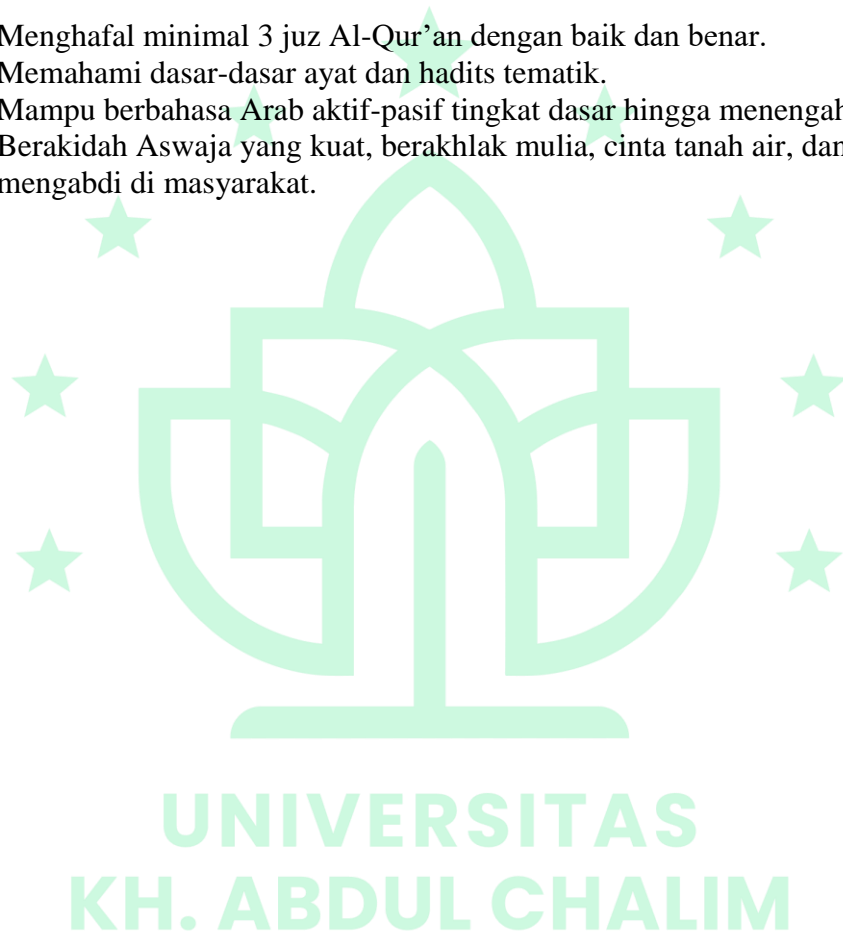 Menghafal minimal 3 juz Al-Qur’an dengan baik dan benar.
Memahami dasar-dasar ayat dan hadits tematik.
Mampu berbahasa Arab aktif-pasif tingkat dasar hingga menengah
Berakidah Aswaja yang kuat, berakhlak mulia, cinta tanah air, dan
mengabdi di masyarakat.
UNIVERSITAS
KH. ABDUL CHALIM